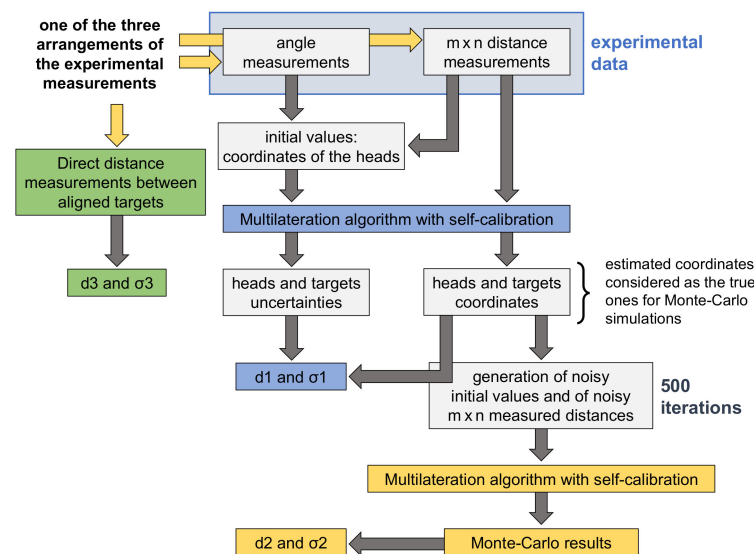 one of the three
arrangements of
the experimental
measurements
angle
measurements
m x n distance
measurements
experimental
data
initial values:
coordinates of the heads
Direct distance
measurements between
aligned targets
Multilateration algorithm with self-calibration
d3 and σ3
heads and targets
uncertainties
heads and targets
coordinates
estimated coordinates
considered as the true
ones for Monte-Carlo
simulations
d1 and σ1
generation of noisy
initial values and of noisy
m x n measured distances
500
iterations
Multilateration algorithm with self-calibration
d2 and σ2
Monte-Carlo results